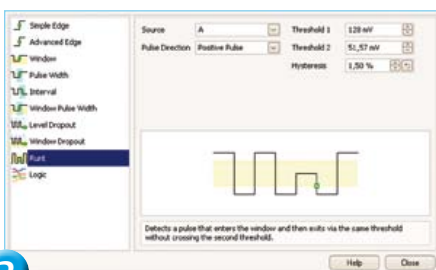 Simple Edge
Advanced Edge
Window
Pulse Width
Interval
Window Pulse Width
Level Dropout
Window Dropout
Runt
Logic
Source A Threshold 1 128 mV
Pulse Direction Positive Pulse Threshold 2 51,57 mV
Hysteresis 1,50 %
Detects a pulse that enters the window and then exits via the same threshold
without crossing the second threshold.
Help Close